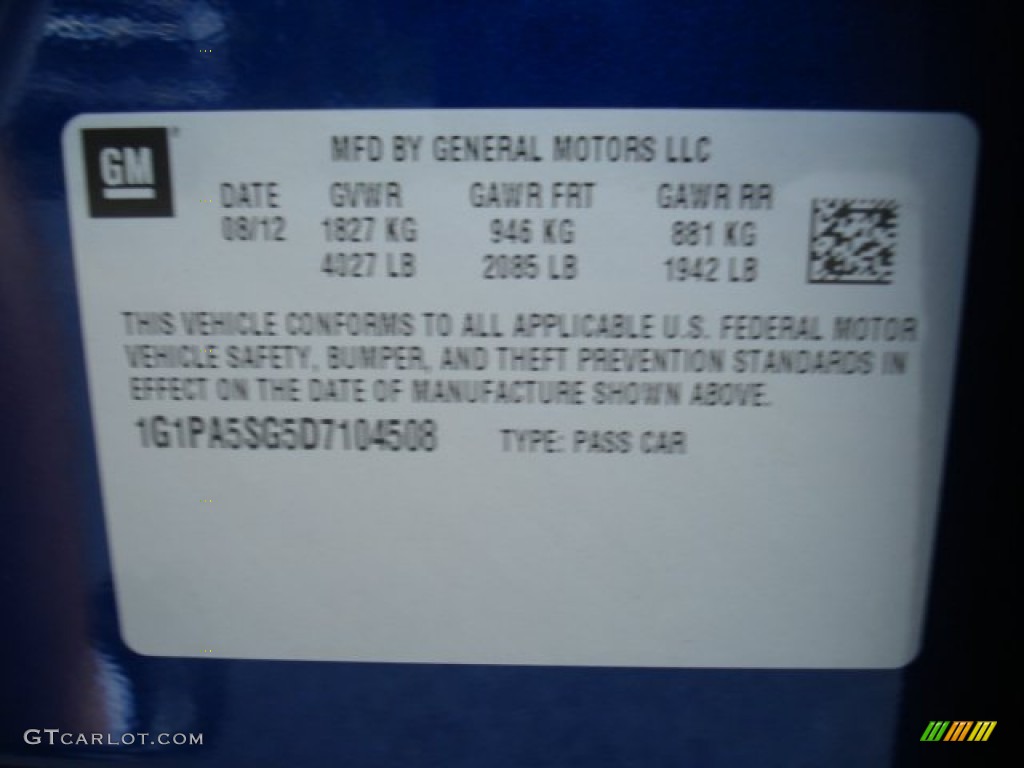 GM
MFD BY GENERAL MOTORS LLC
DATE GVWR GAWR FRT GAWR RR
08/12 1827 KG 946 KG 881 KG
4027 LB 2085 LB 1942 LB
THIS VEHICLE CONFORMS TO ALL APPLICABLE U.S. FEDERAL MOTOR
VEHICLE SAFETY, BUMPER, AND THEFT PREVENTION STANDARDS IN
EFFECT ON THE DATE OF MANUFACTURE SHOWN ABOVE.
1G1PA5SG5D7104508 TYPE: PASS CAR
GTCARLOT.COM